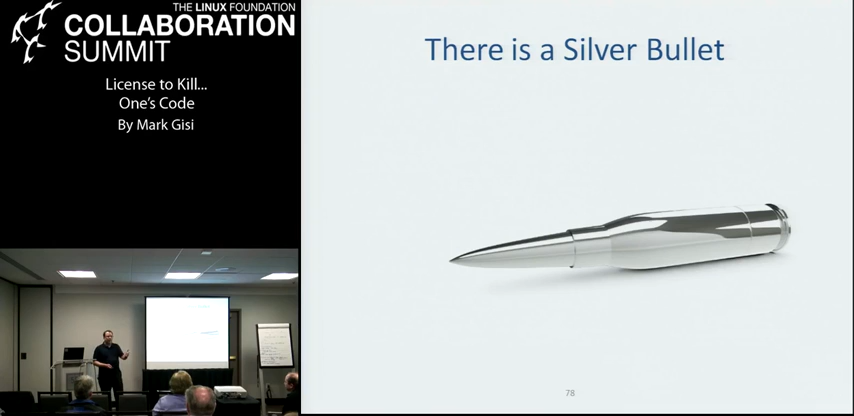 THE LINUX FOUNDATION
COLLABORATION
SUMMIT
License to Kill...
One's Code
By Mark Gisi
There is a Silver Bullet
78